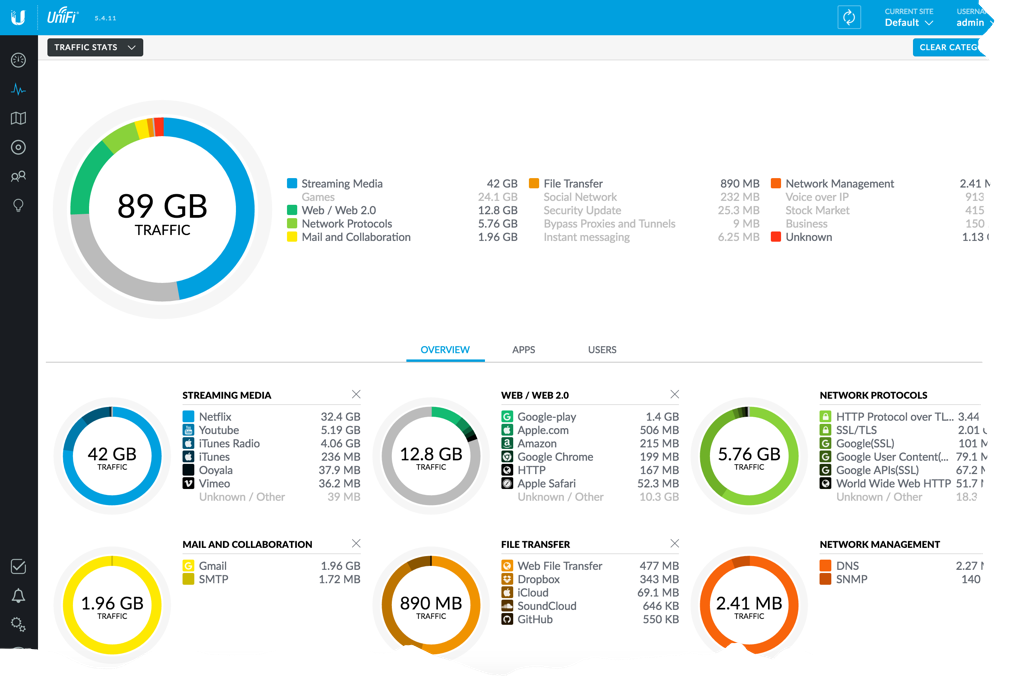 UniFi 5.4.11
CURRENT SITE
Default
admin
TRAFFIC STATS
CLEAR
89 GB
TRAFFIC
Streaming Media 42 GB
Games 24.1 GB
Web / Web 2.0 12.8 GB
Network Protocols 5.76 GB
Mail and Collaboration 1.96 GB
File Transfer 890 MB
Social Network 232 MB
Security Update 25.3 MB
Bypass Proxies and Tunnels 9 MB
Instant messaging 6.25 MB
Network Management 2.41
Voice over IP 913
Stock Market 415
Business 150
Unknown 1.13
OVERVIEW APPS USERS
42 GB
TRAFFIC
STREAMING MEDIA
Netflix 32.4 GB
Youtube 5.19 GB
iTunes Radio 4.06 GB
iTunes 236 MB
Ooyala 37.9 MB
Vimeo 36.2 MB
Unknown / Other 39 MB
12.8 GB
TRAFFIC
WEB / WEB 2.0
Google-play 1.4 GB
Apple.com 506 MB
Amazon 215 MB
Google Chrome 199 MB
HTTP 167 MB
Apple Safari 52.3 MB
Unknown / Other 10.3 GB
5.76 GB
TRAFFIC
NETWORK PROTOCOLS
HTTP Protocol over TL... 3.44
SSL/TLS 2.01
Google(SSL) 101
Google User Content(... 79.1
Google APIs(SSL) 67.2
World Wide Web HTTP 51.7
Unknown / Other 18.3
1.96 GB
TRAFFIC
MAIL AND COLLABORATION
Gmail 1.96 GB
SMTP 1.72 MB
890 MB
TRAFFIC
FILE TRANSFER
Web File Transfer 477 MB
Dropbox 343 MB
iCloud 69.1 MB
SoundCloud 646 KB
GitHub 550 KB
2.41 MB
TRAFFIC
NETWORK MANAGEMENT
DNS 2.27
SNMP 140